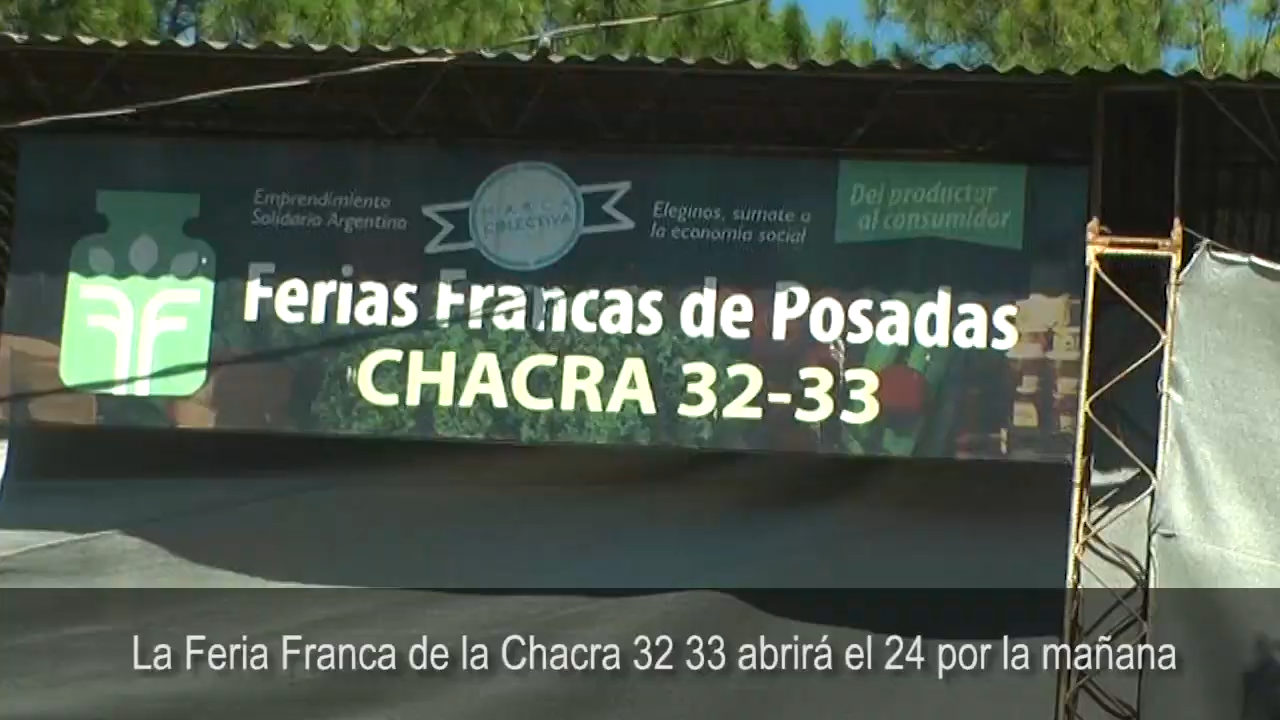 Emprendimiento
Solidario Argentino
MARCA
COLECTIVA
Eleginos, sumate a
la economía social
Del productor
al consumidor
Ferias Francas de Posadas
CHACRA 32-33
FF
La Feria Franca de la Chacra 32 33 abrirá el 24 por la mañana